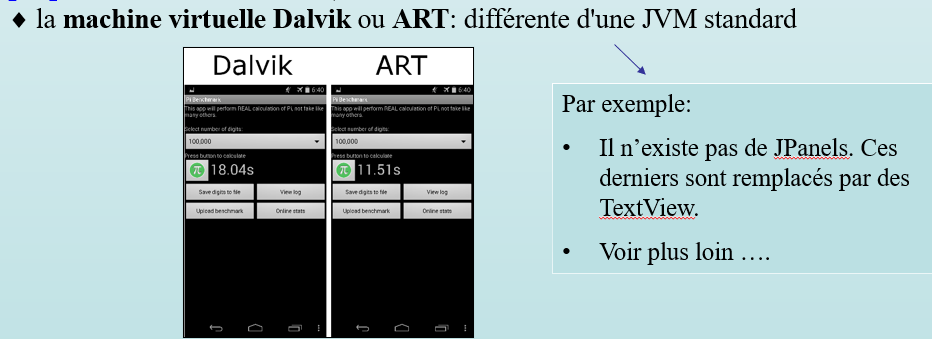 ♦ la machine virtuelle Dalvik ou ART: différente d'une JVM standard
Dalvik
ART
6:40
Pi Benchmark
This app will perform REAL calculation of Pi, not fake like
many others.
Select number of digits:
100,000
Press button to calculate
π 18.04s
Save digits to file
View log
Upload benchmark
Online stats
6:40
Pi Benchmark
This app will perform REAL calculation of Pi, not fake like
many others.
Select number of digits:
100,000
Press button to calculate
π 11.51s
Save digits to file
View log
Upload benchmark
Online stats
Par exemple:
• Il n’existe pas de JPanels. Ces
derniers sont remplacés par des
TextView.
• Voir plus loin ….